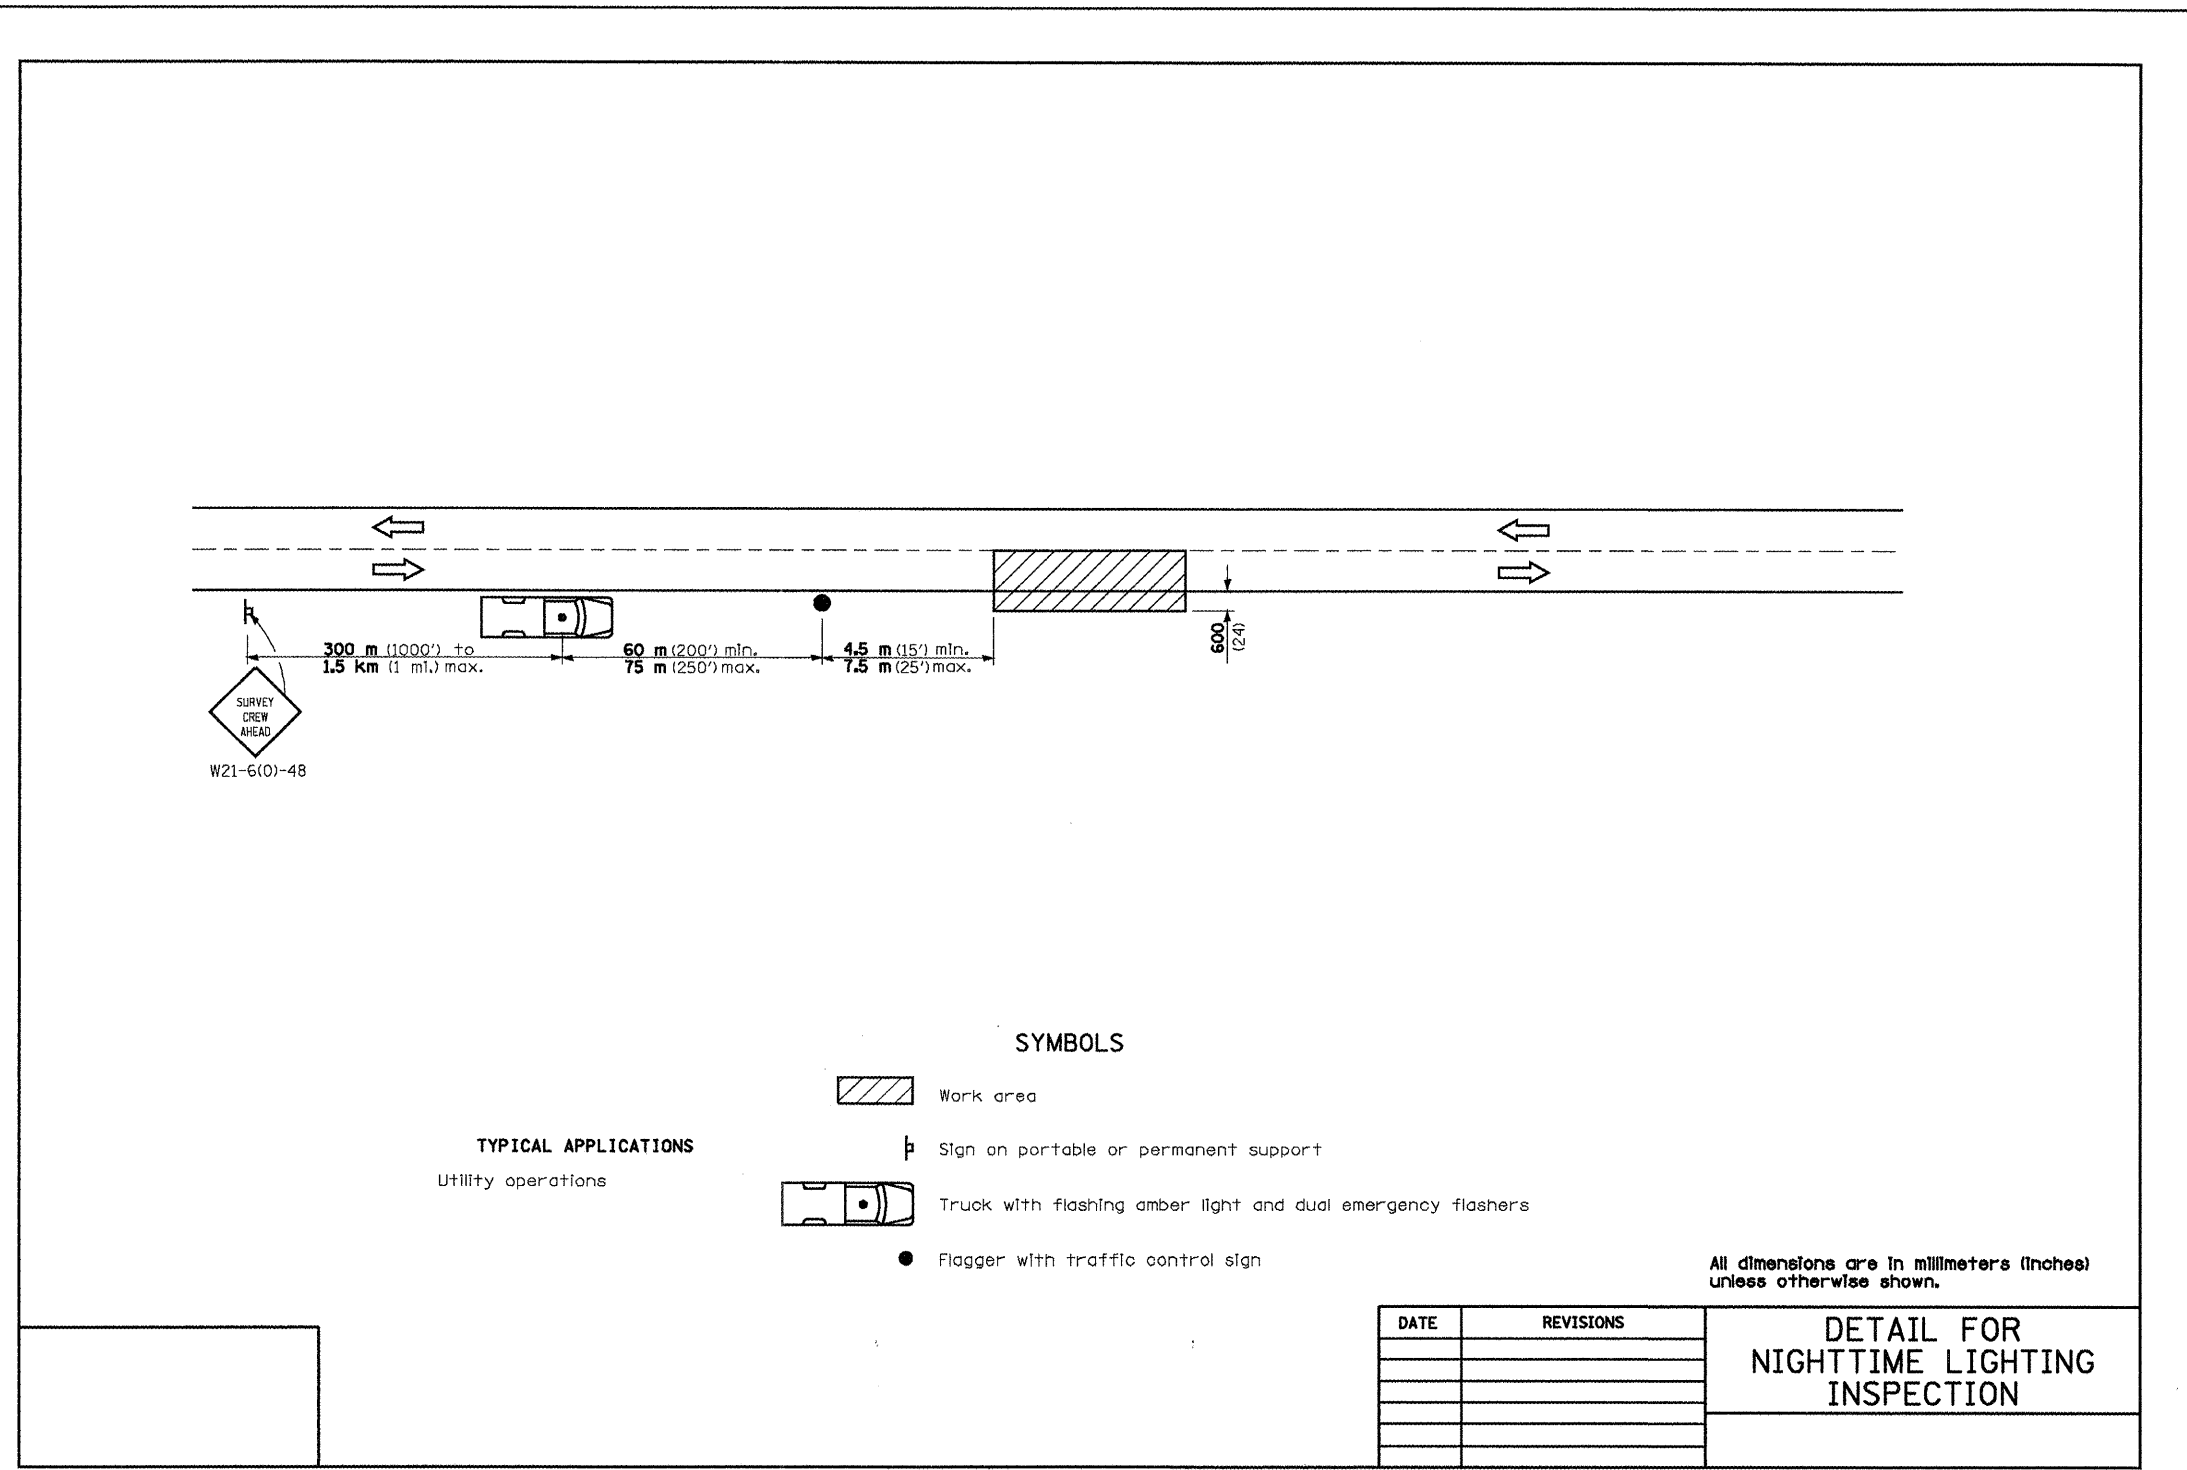 300 m (1000') to
1.5 km (1 mi.) max.
60 m (200') min.
75 m (250') max.
4.5 m (15') min.
7.5 m (25') max.
600
(24)
SURVEY
CREW
AHEAD
W21-6(O)-48
SYMBOLS
Work area
TYPICAL APPLICATIONS
Utility operations
Sign on portable or permanent support
Truck with flashing amber light and dual emergency flashers
Flagger with traffic control sign
All dimensions are in millimeters (inches)
unless otherwise shown.
DATE
REVISIONS
DETAIL FOR
NIGHTTIME LIGHTING
INSPECTION